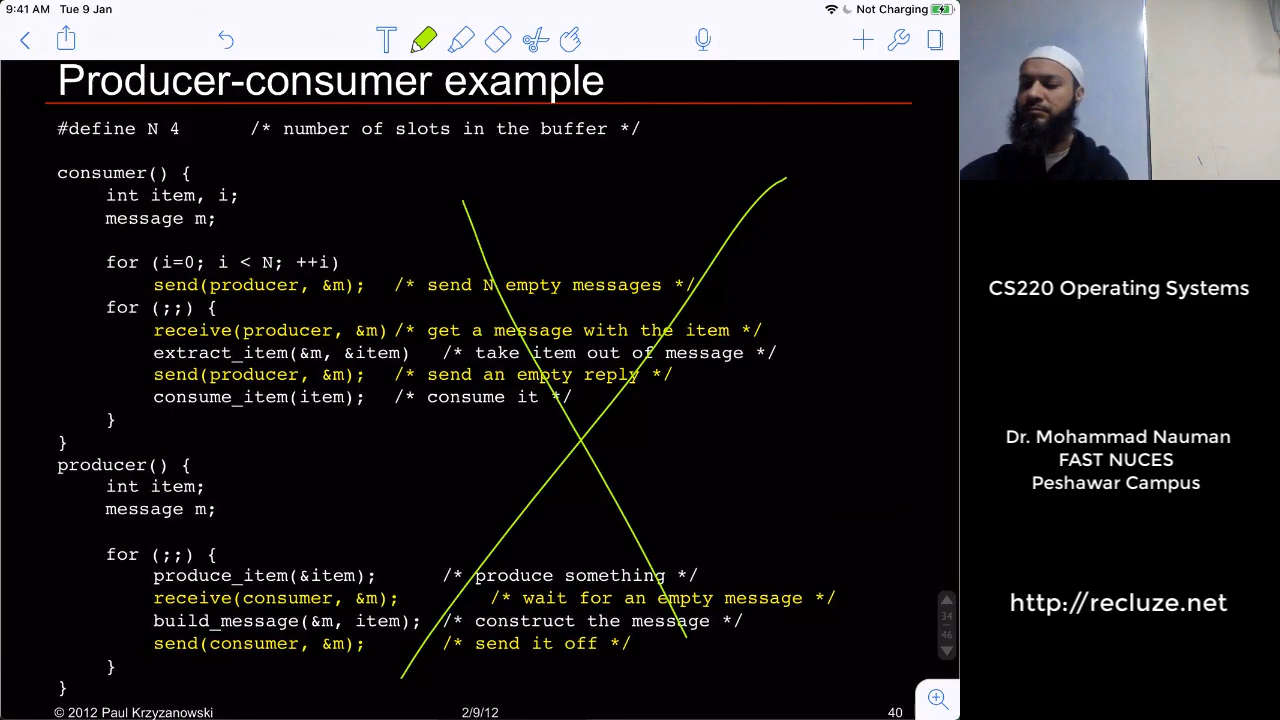 9:41 AM Tue 9 Jan
Not Charging
T
Producer-consumer example
#define N 4 /* number of slots in the buffer */
consumer() {
int item, i;
message m;
for (i=0; i < N; ++i)
send(producer, &m); /* send N empty messages */
for (;;) {
receive(producer, &m) /* get a message with the item */
extract_item(&m, &item) /* take item out of message */
send(producer, &m); /* send an empty reply */
consume_item(item); /* consume it */
}
}
producer() {
int item;
message m;
for (;;) {
produce_item(&item); /* produce something */
receive(consumer, &m); /* wait for an empty message */
build_message(&m, item); /* construct the message */
send(consumer, &m); /* send it off */
}
}
© 2012 Paul Krzyzanowski 2/9/12 40
34
46
CS220 Operating Systems
Dr. Mohammad Nauman
FAST NUCES
Peshawar Campus
http://recluze.net